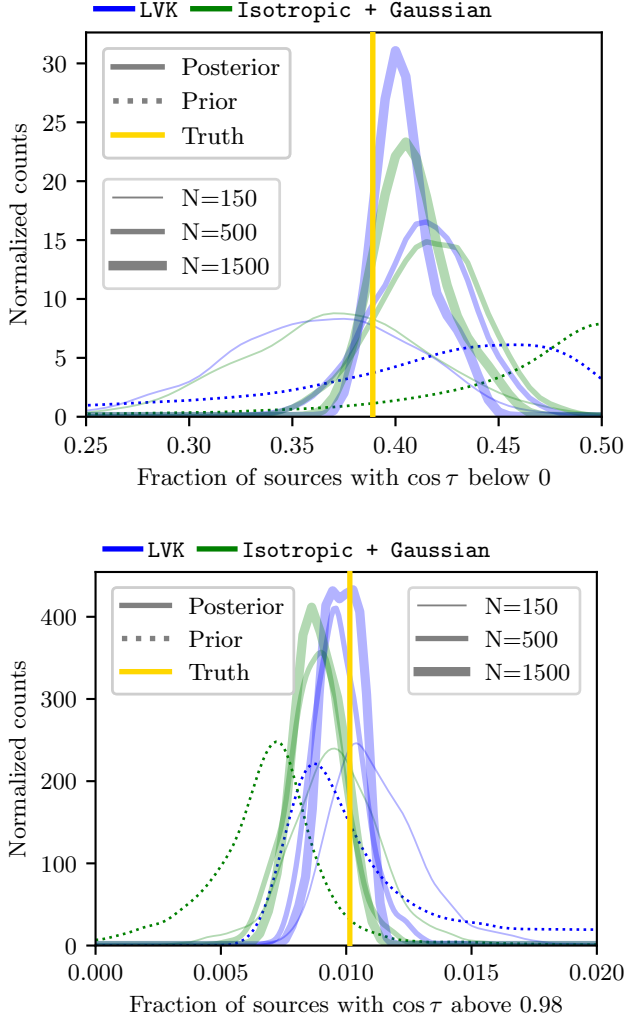 LVK Isotropic + Gaussian
Normalized counts
30
25
20
15
10
5
0
Posterior
Prior
Truth
N=150
N=500
N=1500
0.25 0.30 0.35 0.40 0.45 0.50
Fraction of sources with cos τ below 0
LVK Isotropic + Gaussian
Normalized counts
400
300
200
100
0
Posterior
Prior
Truth
N=150
N=500
N=1500
0.000 0.005 0.010 0.015 0.020
Fraction of sources with cos τ above 0.98